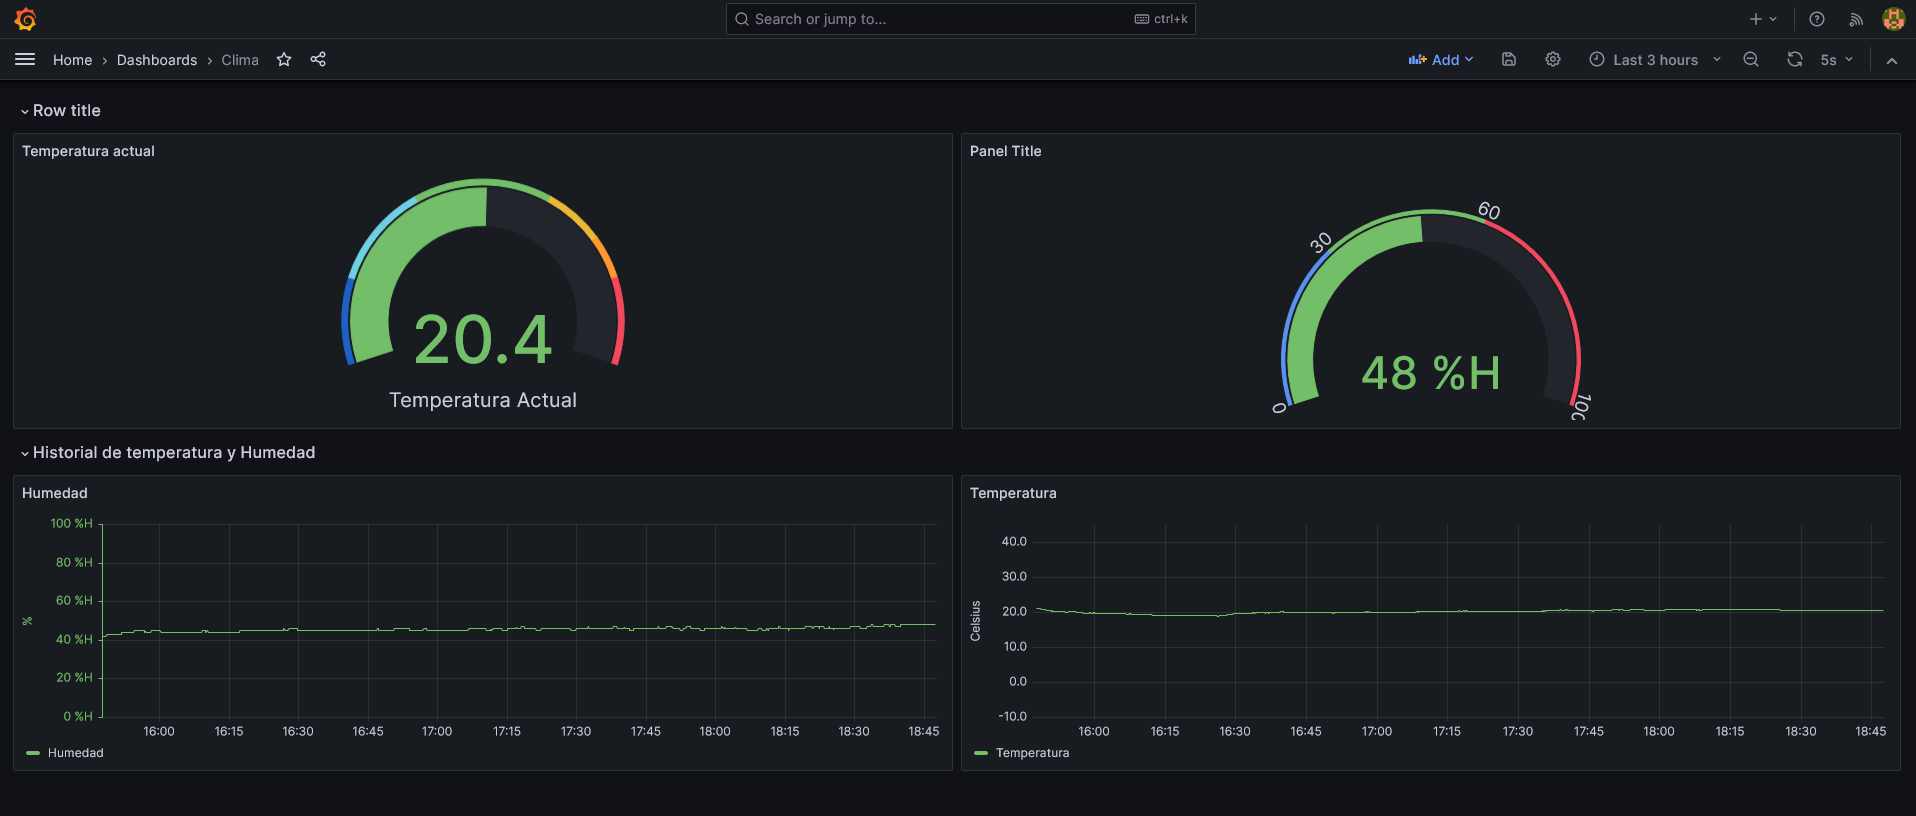 Search or jump to...
ctrl+k
Home › Dashboards › Clima
Add
Last 3 hours
5s
Row title
Temperatura actual
20.4
Temperatura Actual
Panel Title
0
30
60
100
48 %H
Historial de temperatura y Humedad
Humedad
100 %H
80 %H
60 %H
40 %H
20 %H
0 %H
%
16:00 16:15 16:30 16:45 17:00 17:15 17:30 17:45 18:00 18:15 18:30 18:45
Humedad
Temperatura
40.0
30.0
20.0
10.0
0.0
-10.0
Celsius
16:00 16:15 16:30 16:45 17:00 17:15 17:30 17:45 18:00 18:15 18:30 18:45
Temperatura